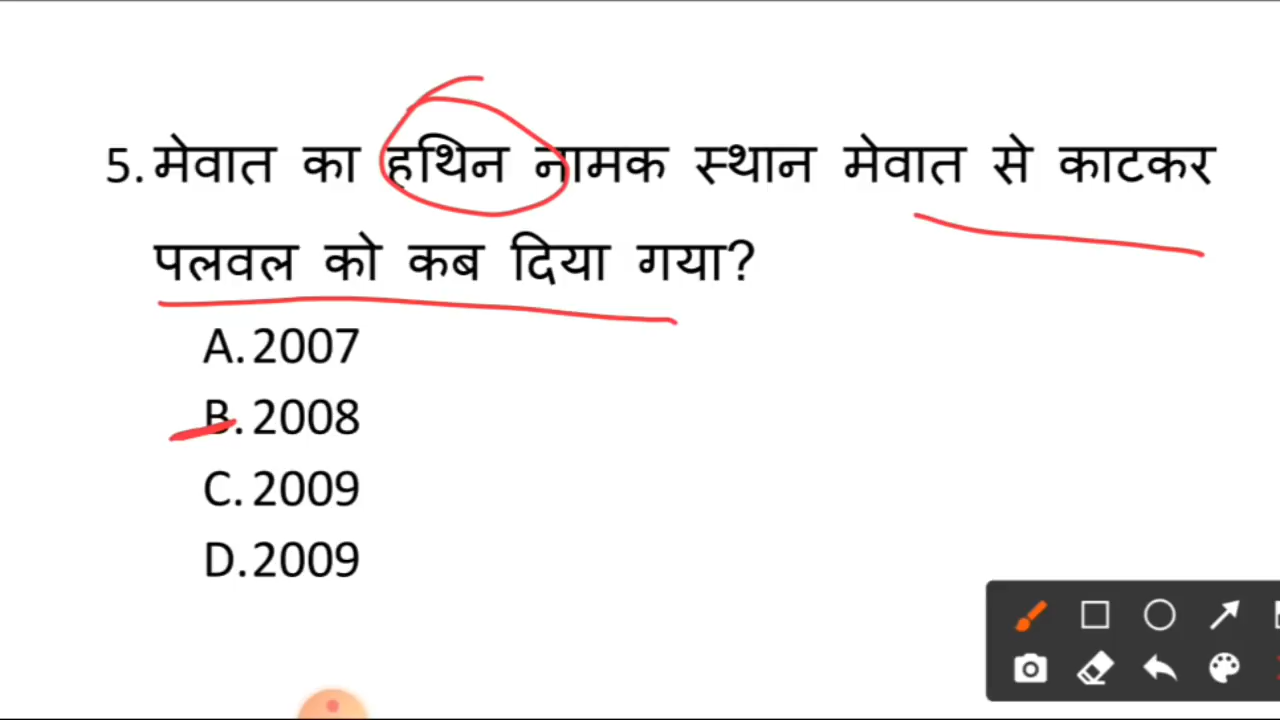 5. मेवात का हथिन नामक स्थान मेवात से काटकर
पलवल को कब दिया गया?
A. 2007
B. 2008
C. 2009
D. 2009